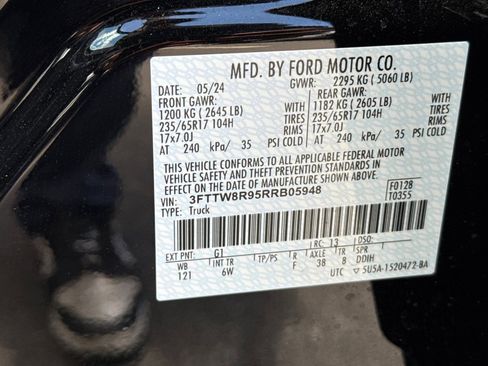 MFD. BY FORD MOTOR CO.
DATE: 05/24 GVWR: 2295 KG ( 5060 LB)
FRONT GAWR: REAR GAWR:
1200 KG ( 2645 LB) WITH 1182 KG ( 2605 LB) WITH
235/65R17 104H TIRES 235/65R17 104H TIRES
17x7.0J RIMS 17x7.0J RIMS
AT 240 kPa/ 35 PSI COLD AT 240 kPa/ 35 PSI COLD
THIS VEHICLE CONFORMS TO ALL APPLICABLE FEDERAL MOTOR
VEHICLE SAFETY AND THEFT PREVENTION STANDARDS IN EFFECT ON
THE DATE OF MANUFACTURE SHOWN ABOVE.
VIN: 3FTTW8R95RRB05948 F0128
TYPE: Truck T0355
EXT PNT: G1 RC: 13 DSO:
WB TP/PS R AXLE TR SPR
121 6W F 38 8 DDIH
UTC 5U5A-1520472-BA